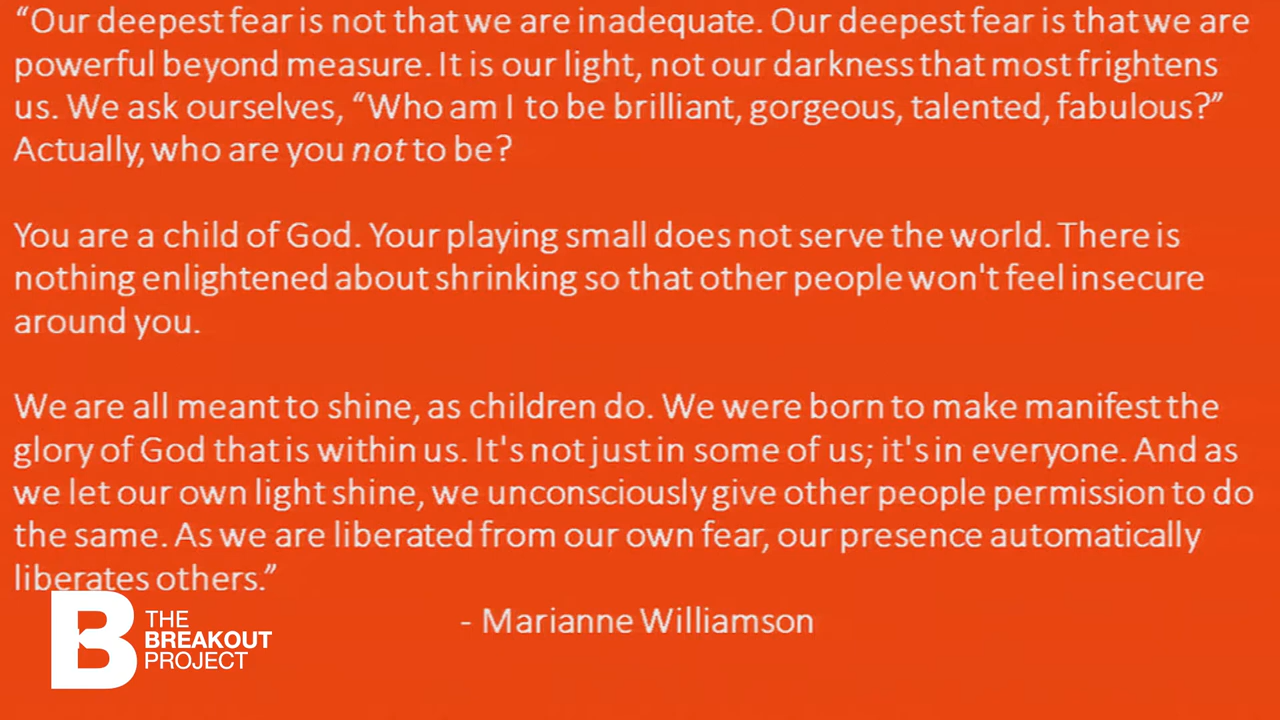 “Our deepest fear is not that we are inadequate. Our deepest fear is that we are
powerful beyond measure. It is our light, not our darkness that most frightens
us. We ask ourselves, “Who am I to be brilliant, gorgeous, talented, fabulous?”
Actually, who are you not to be?
You are a child of God. Your playing small does not serve the world. There is
nothing enlightened about shrinking so that other people won't feel insecure
around you.
We are all meant to shine, as children do. We were born to make manifest the
glory of God that is within us. It's not just in some of us; it's in everyone. And as
we let our own light shine, we unconsciously give other people permission to do
the same. As we are liberated from our own fear, our presence automatically
liberates others.”
- Marianne Williamson
B
THE
BREAKOUT
PROJECT